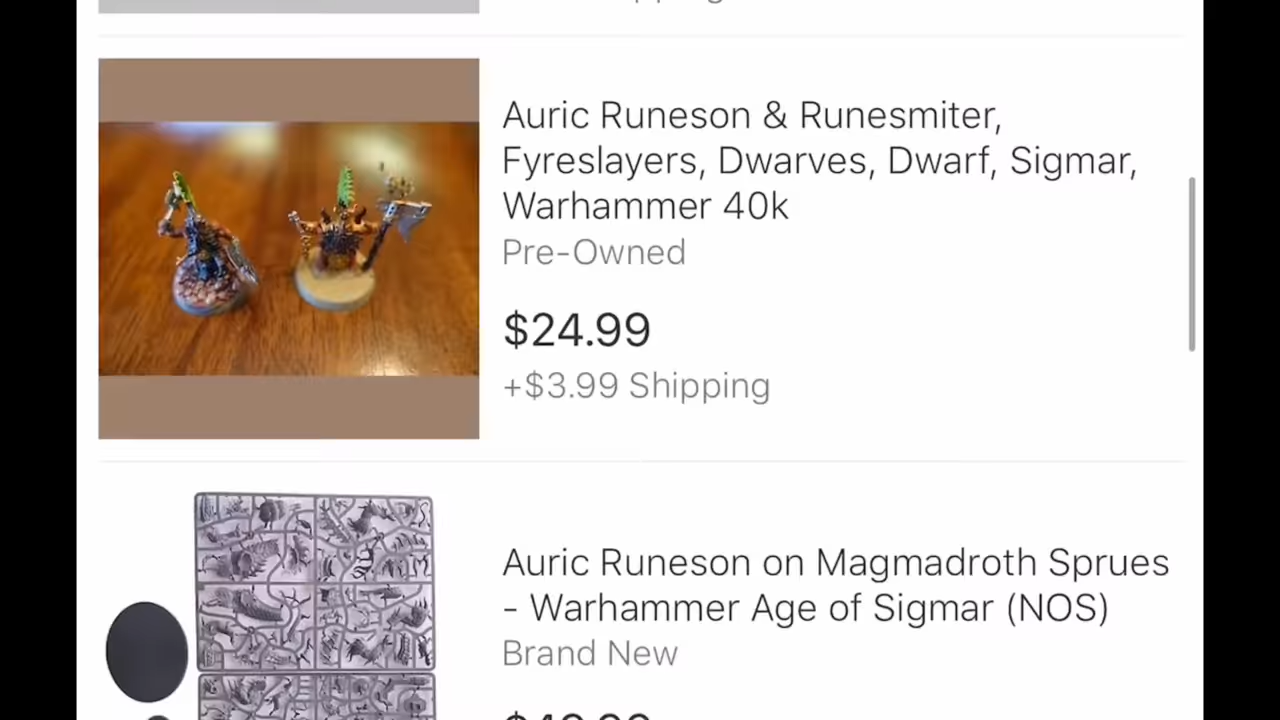 Auric Runeson & Runesmiter,
Fyreslayers, Dwarves, Dwarf, Sigmar,
Warhammer 40k
Pre-Owned
$24.99
+$3.99 Shipping
Auric Runeson on Magmadroth Sprues
- Warhammer Age of Sigmar (NOS)
Brand New